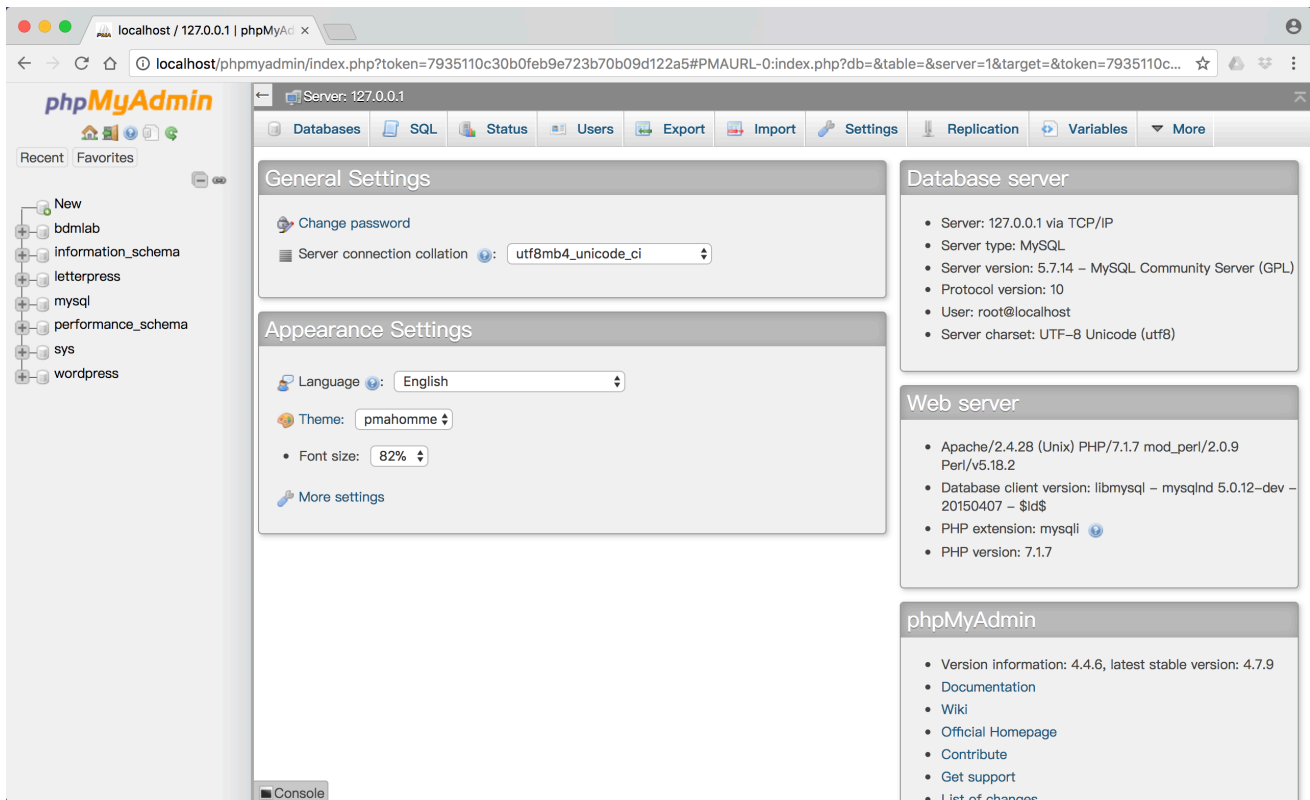 localhost / 127.0.0.1 | phpMyAd
localhost/phpmyadmin/index.php?token=7935110c30b0feb9e723b70b09d122a5#PMAURL-0:index.php?db=&table=&server=1&target=&token=7935110c...
phpMyAdmin
Recent Favorites
New
bdmlab
information_schema
letterpress
mysql
performance_schema
sys
wordpress
Server: 127.0.0.1
Databases SQL Status Users Export Import Settings Replication Variables More
General Settings
Change password
Server connection collation : utf8mb4_unicode_ci
Appearance Settings
Language : English
Theme: pmahomme
• Font size: 82%
More settings
Database server
• Server: 127.0.0.1 via TCP/IP
• Server type: MySQL
• Server version: 5.7.14 - MySQL Community Server (GPL)
• Protocol version: 10
• User: root@localhost
• Server charset: UTF-8 Unicode (utf8)
Web server
• Apache/2.4.28 (Unix) PHP/7.1.7 mod_perl/2.0.9
Perl/v5.18.2
• Database client version: libmysql - mysqlnd 5.0.12-dev -
20150407 - $Id$
• PHP extension: mysqli
• PHP version: 7.1.7
phpMyAdmin
• Version information: 4.4.6, latest stable version: 4.7.9
• Documentation
• Wiki
• Official Homepage
• Contribute
• Get support
• List of changes
Console